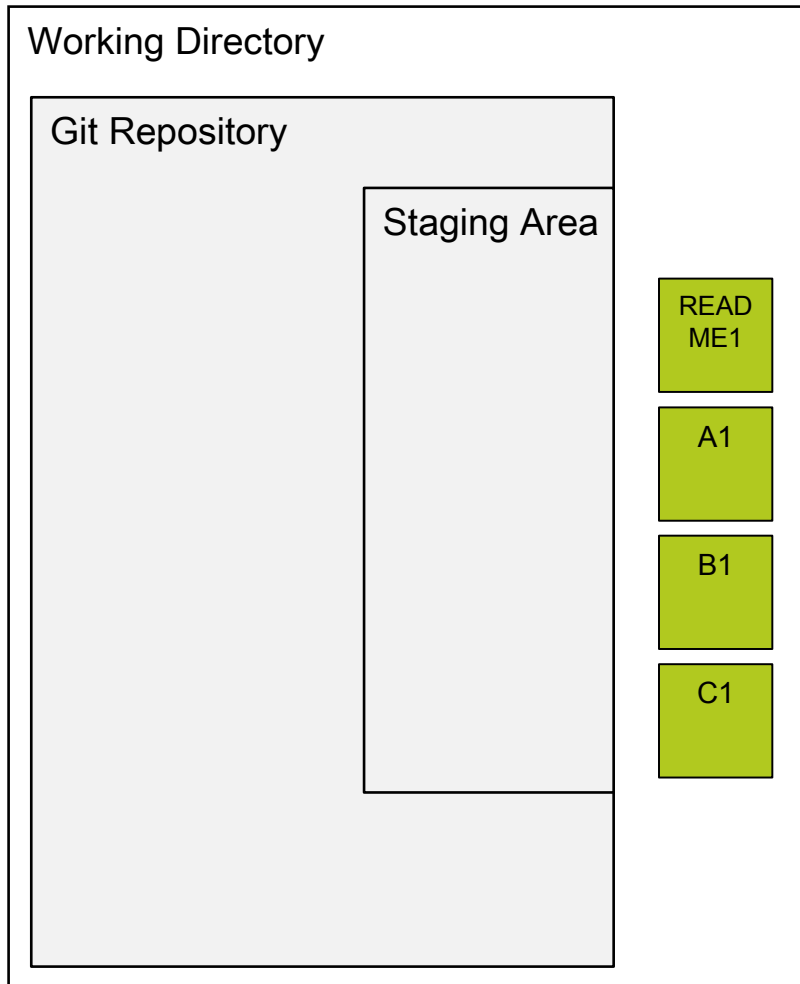 Working Directory
Git Repository
Staging Area
READ
ME1
A1
B1
C1